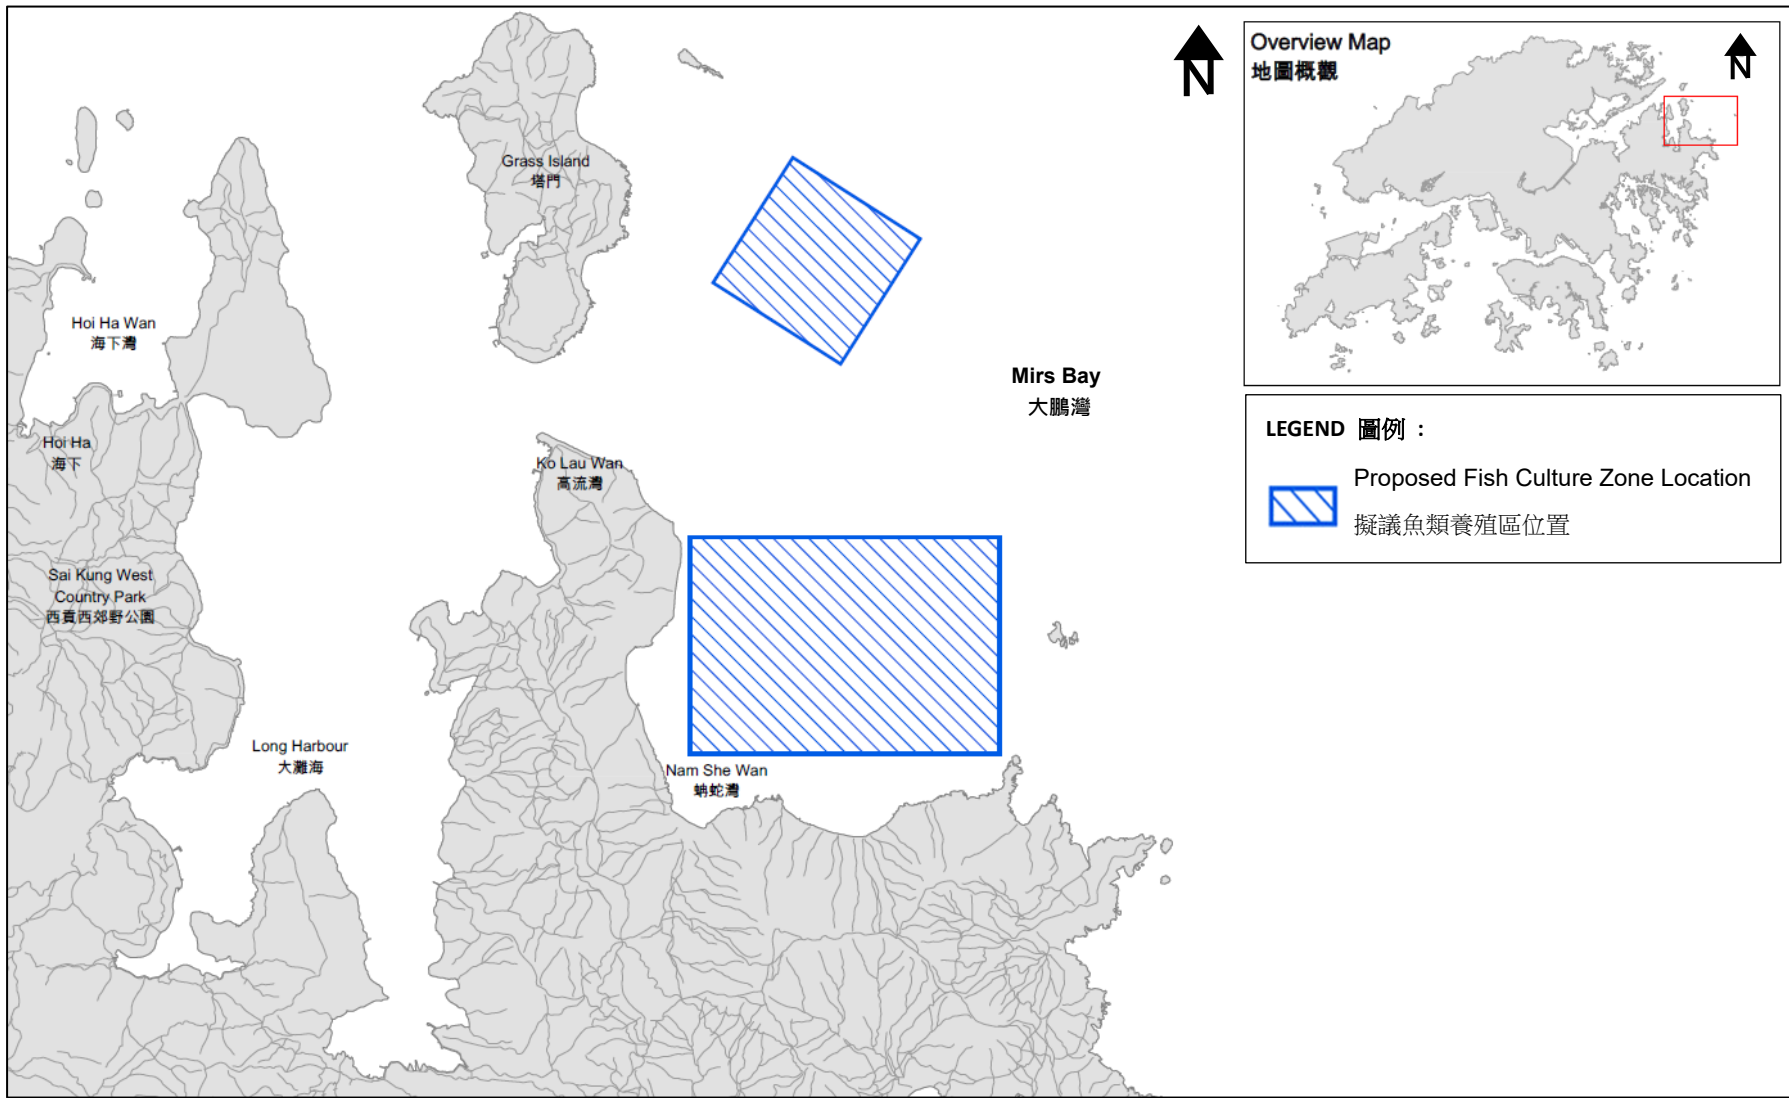 N
Overview Map
地圖概觀
N
Grass Island
塔門
Hoi Ha Wan
海下灣
Mirs Bay
大鵬灣
LEGEND 圖例 :
Proposed Fish Culture Zone Location
擬議魚類養殖區位置
Hoi Ha
海下
Ko Lau Wan
高流灣
Sai Kung West
Country Park
西貢西郊野公園
Long Harbour
大灘海
Nam She Wan
蚺蛇灣